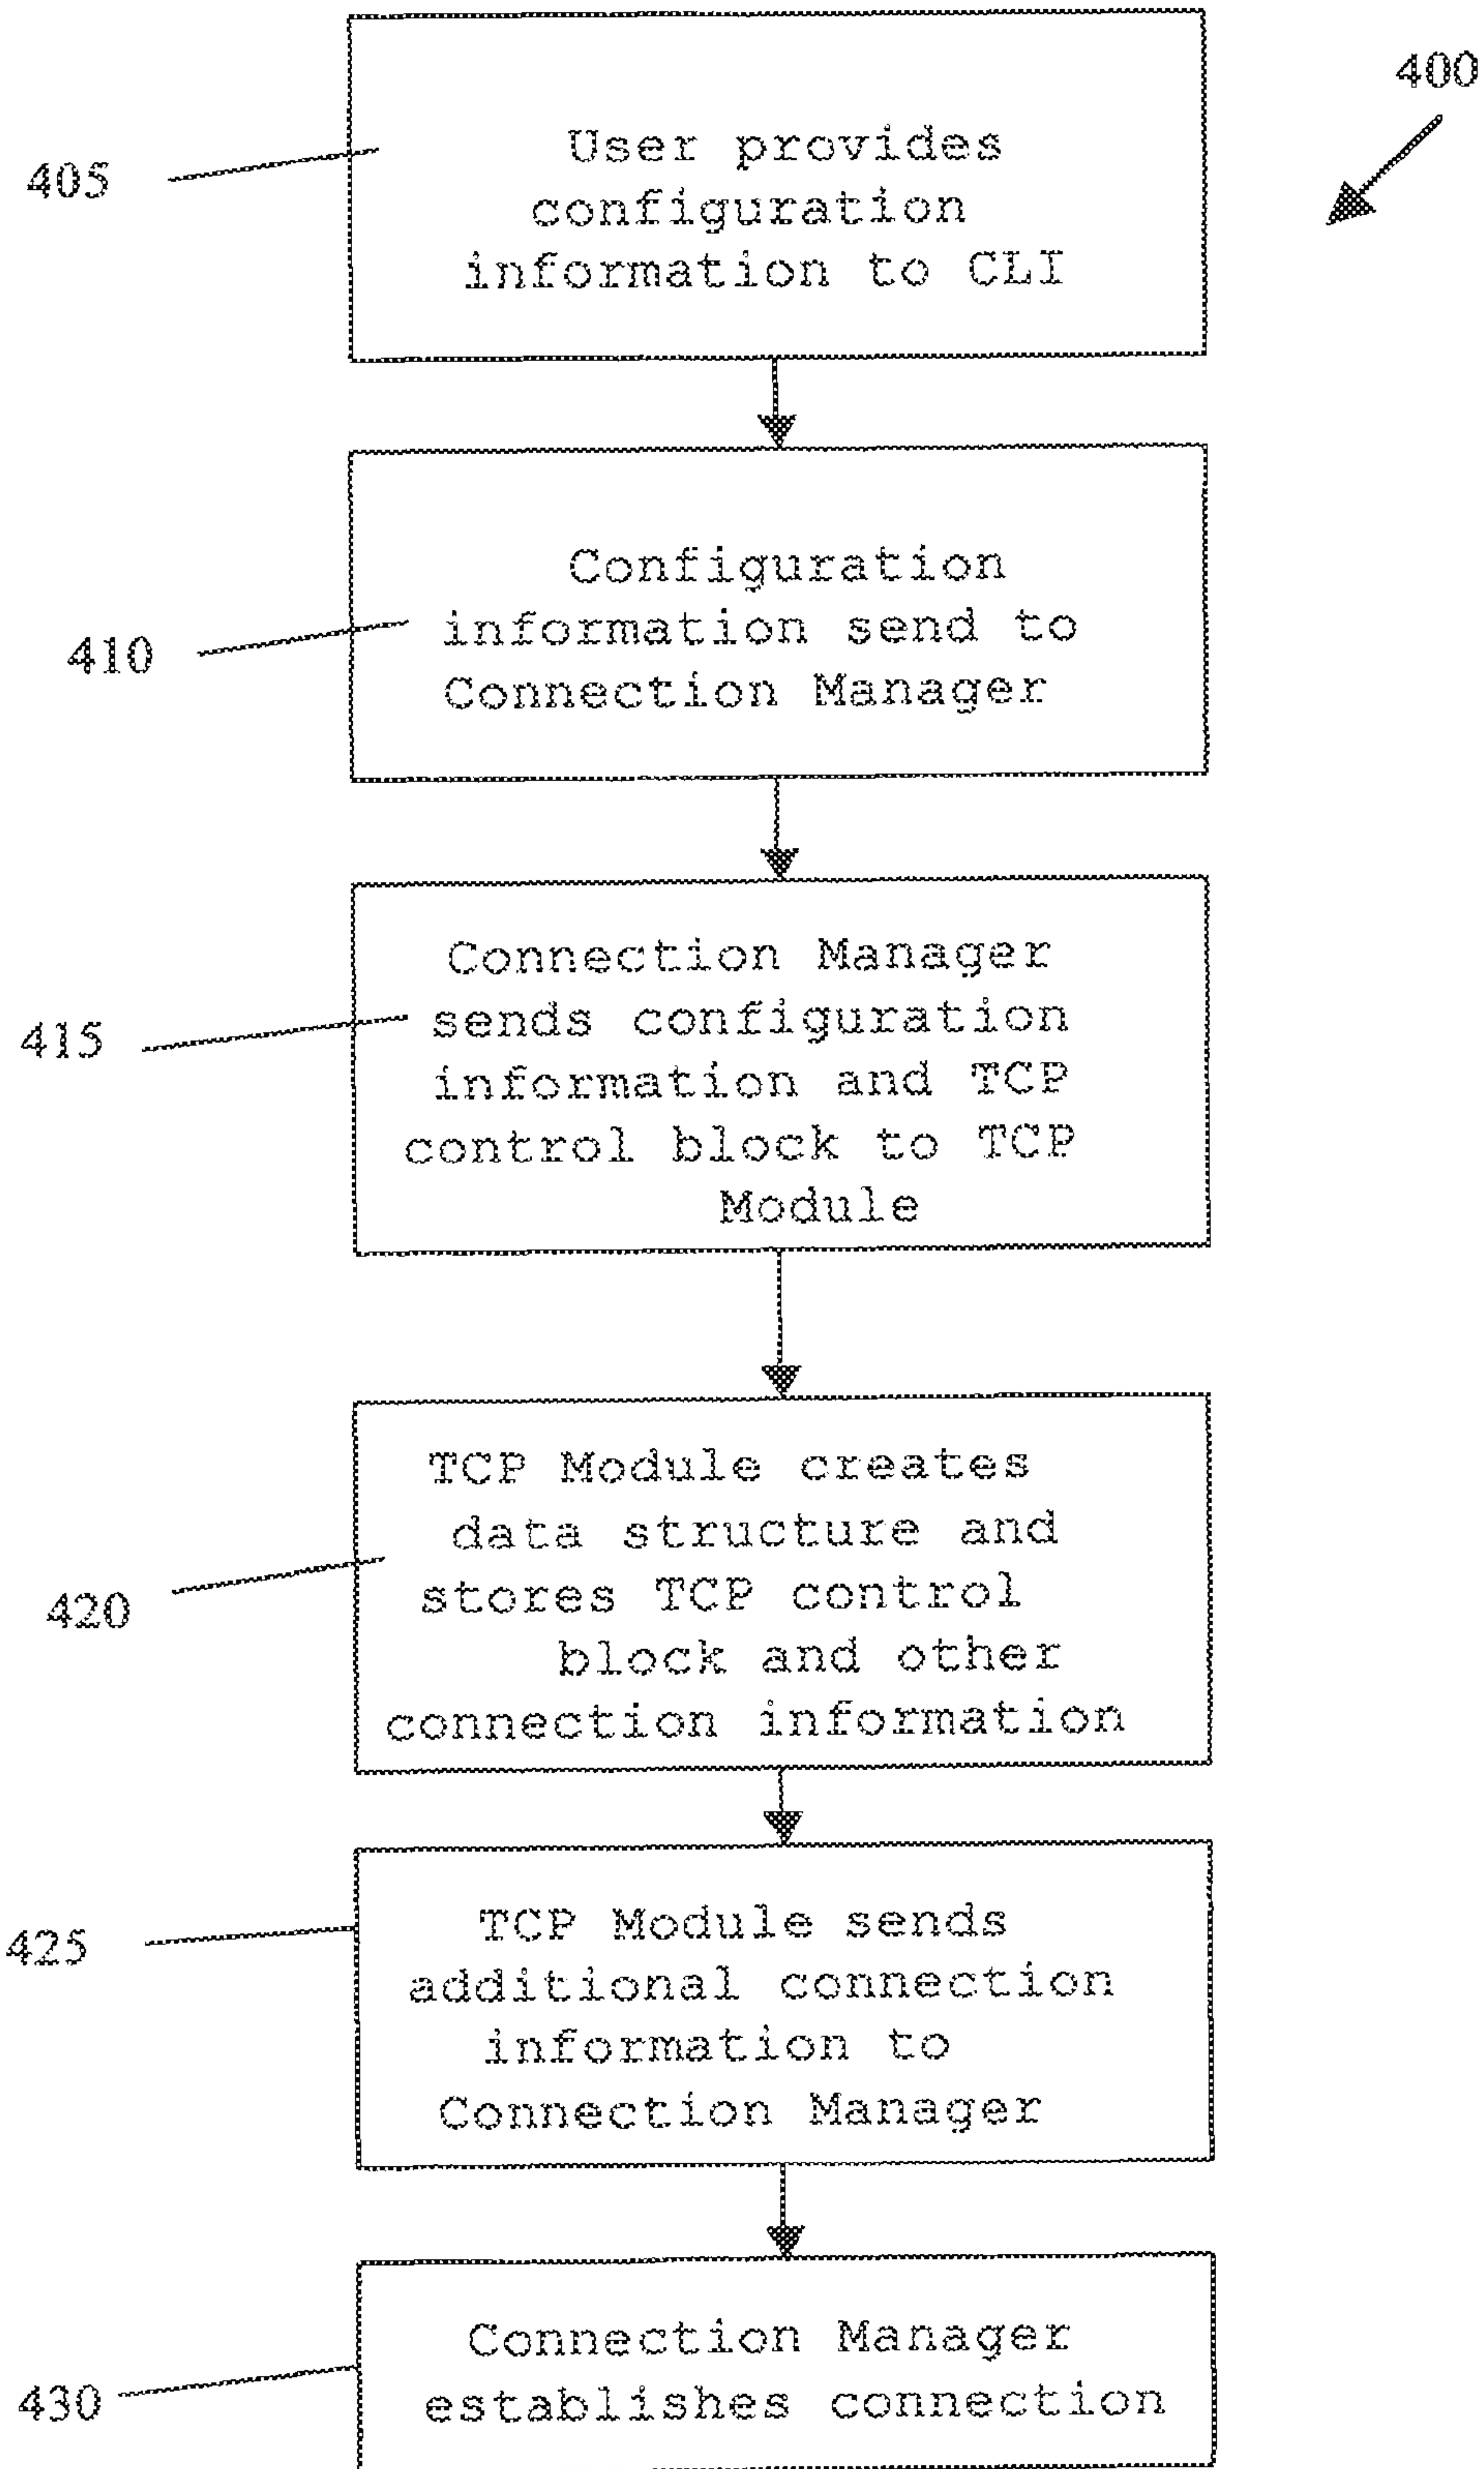 400
405
User provides
configuration
information to CLI
410
Configuration
information send to
Connection Manager
415
Connection Manager
sends configuration
information and TCP
control block to TCP
Module
420
TCP Module creates
data structure and
stores TCP control
block and other
connection information
425
TCP Module sends
additional connection
information to
Connection Manager
430
Connection Manager
establishes connection